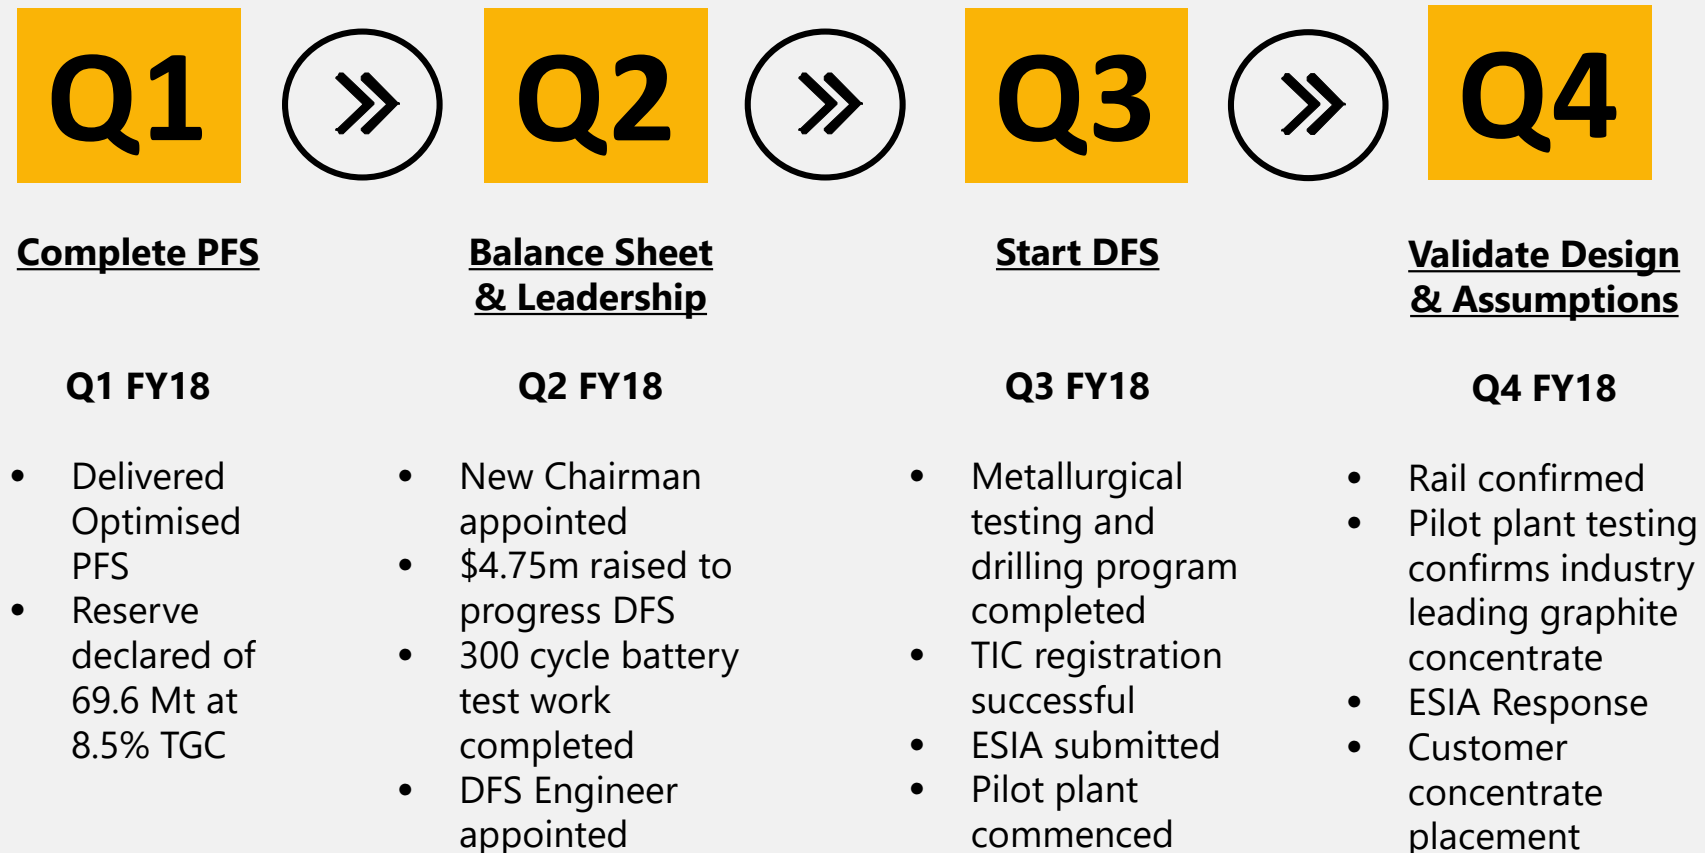 Q1
Complete PFS
Q1 FY18
• Delivered
Optimised
PFS
• Reserve
declared of
69.6 Mt at
8.5% TGC
Q2
Balance Sheet
& Leadership
Q2 FY18
• New Chairman
appointed
• $4.75m raised to
progress DFS
• 300 cycle battery
test work
completed
• DFS Engineer
appointed
Q3
Start DFS
Q3 FY18
• Metallurgical
testing and
drilling program
completed
• TIC registration
successful
• ESIA submitted
• Pilot plant
commenced
Q4
Validate Design
& Assumptions
Q4 FY18
• Rail confirmed
• Pilot plant testing
confirms industry
leading graphite
concentrate
• ESIA Response
• Customer
concentrate
placement